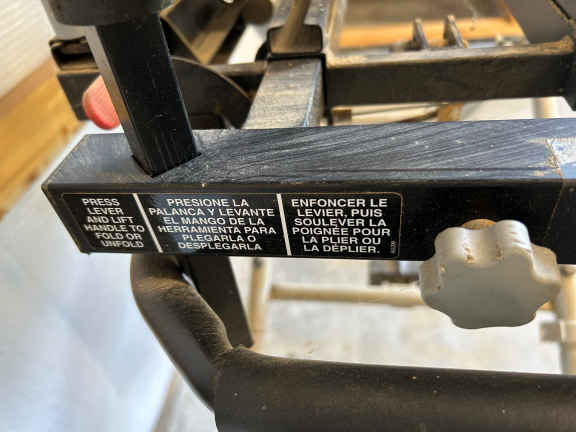 PRESS
LEVER
AND LIFT
HANDLE TO
FOLD OR
UNFOLD
PRESIONE LA
PALANCA Y LEVANTE
EL MANGO DE LA
HERRAMIENTA PARA
PLEGARLA O
DESPLEGARLA
ENFONCER LE
LEVIER, PUIS
SOULEVER LA
POIGNÉE POUR
LA PLIER OU
LA DÉPLIER.